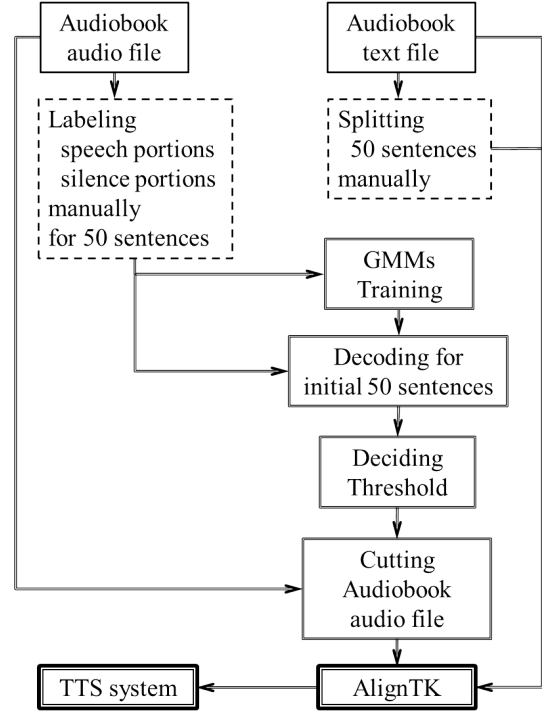 Audiobook
audio file
Audiobook
text file
Labeling
speech portions
silence portions
manually
for 50 sentences
Splitting
50 sentences
manually
GMMs
Training
Decoding for
initial 50 sentences
Deciding
Threshold
Cutting
Audiobook
audio file
TTS system
AlignTK